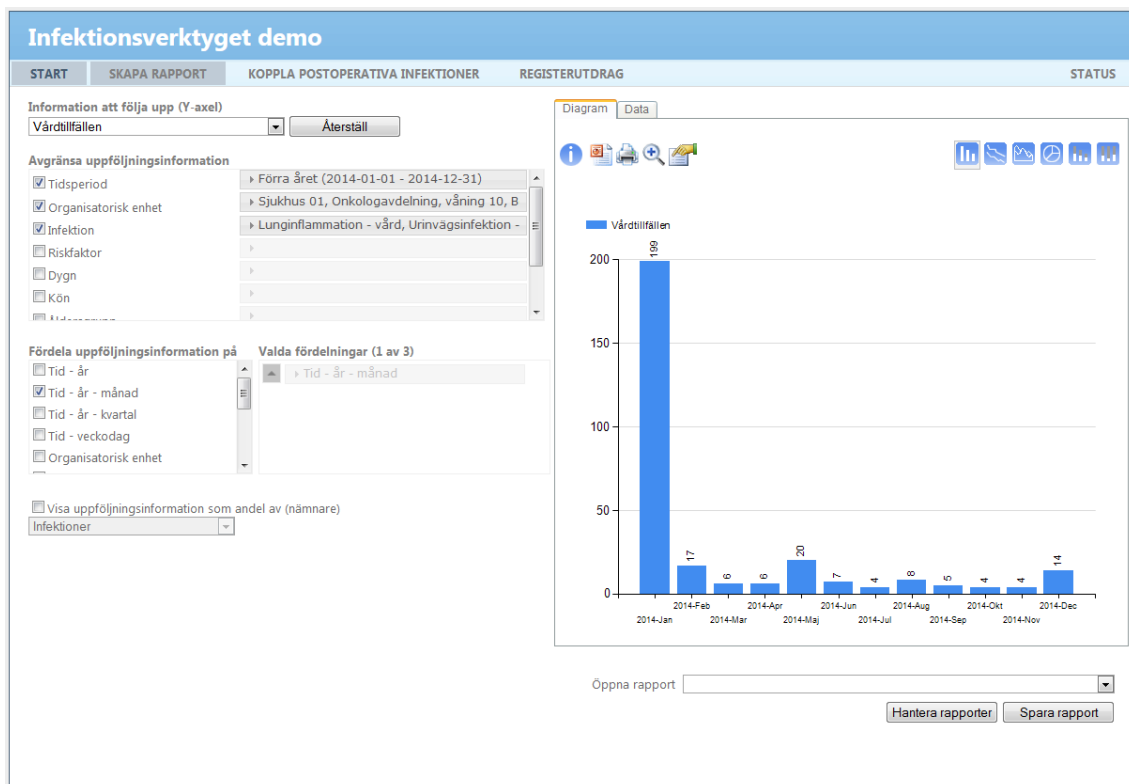 Infektionsverktyget demo
START SKAPA RAPPORT KOPPLA POSTOPERATIVA INFEKTIONER REGISTERUTDRAG STATUS
Information att följa upp (Y-axel)
Vårdtillfällen Återställ
Avgränsa uppföljningsinformation
Tidsperiod Förra året (2014-01-01 - 2014-12-31)
Organisatorisk enhet Sjukhus 01, Onkologavdelning, våning 10, B
Infektion Lunginflammation - vård, Urinvägsinfektion -
Riskfaktor
Dygn
Kön
Fördela uppföljningsinformation på Valda fördelningar (1 av 3)
Tid - år
Tid - år - månad Tid - år - månad
Tid - år - kvartal
Tid - veckodag
Organisatorisk enhet
Visa uppföljningsinformation som andel av (nämnare)
Infektioner
Diagram Data
Vårdtillfällen
200
150
100
50
0
199 17 6 6 20 7 4 8 5 4 4 14
2014-Feb 2014-Apr 2014-Jun 2014-Aug 2014-Okt 2014-Dec
2014-Jan 2014-Mar 2014-Maj 2014-Jul 2014-Sep 2014-Nov
Öppna rapport
Hantera rapporter Spara rapport